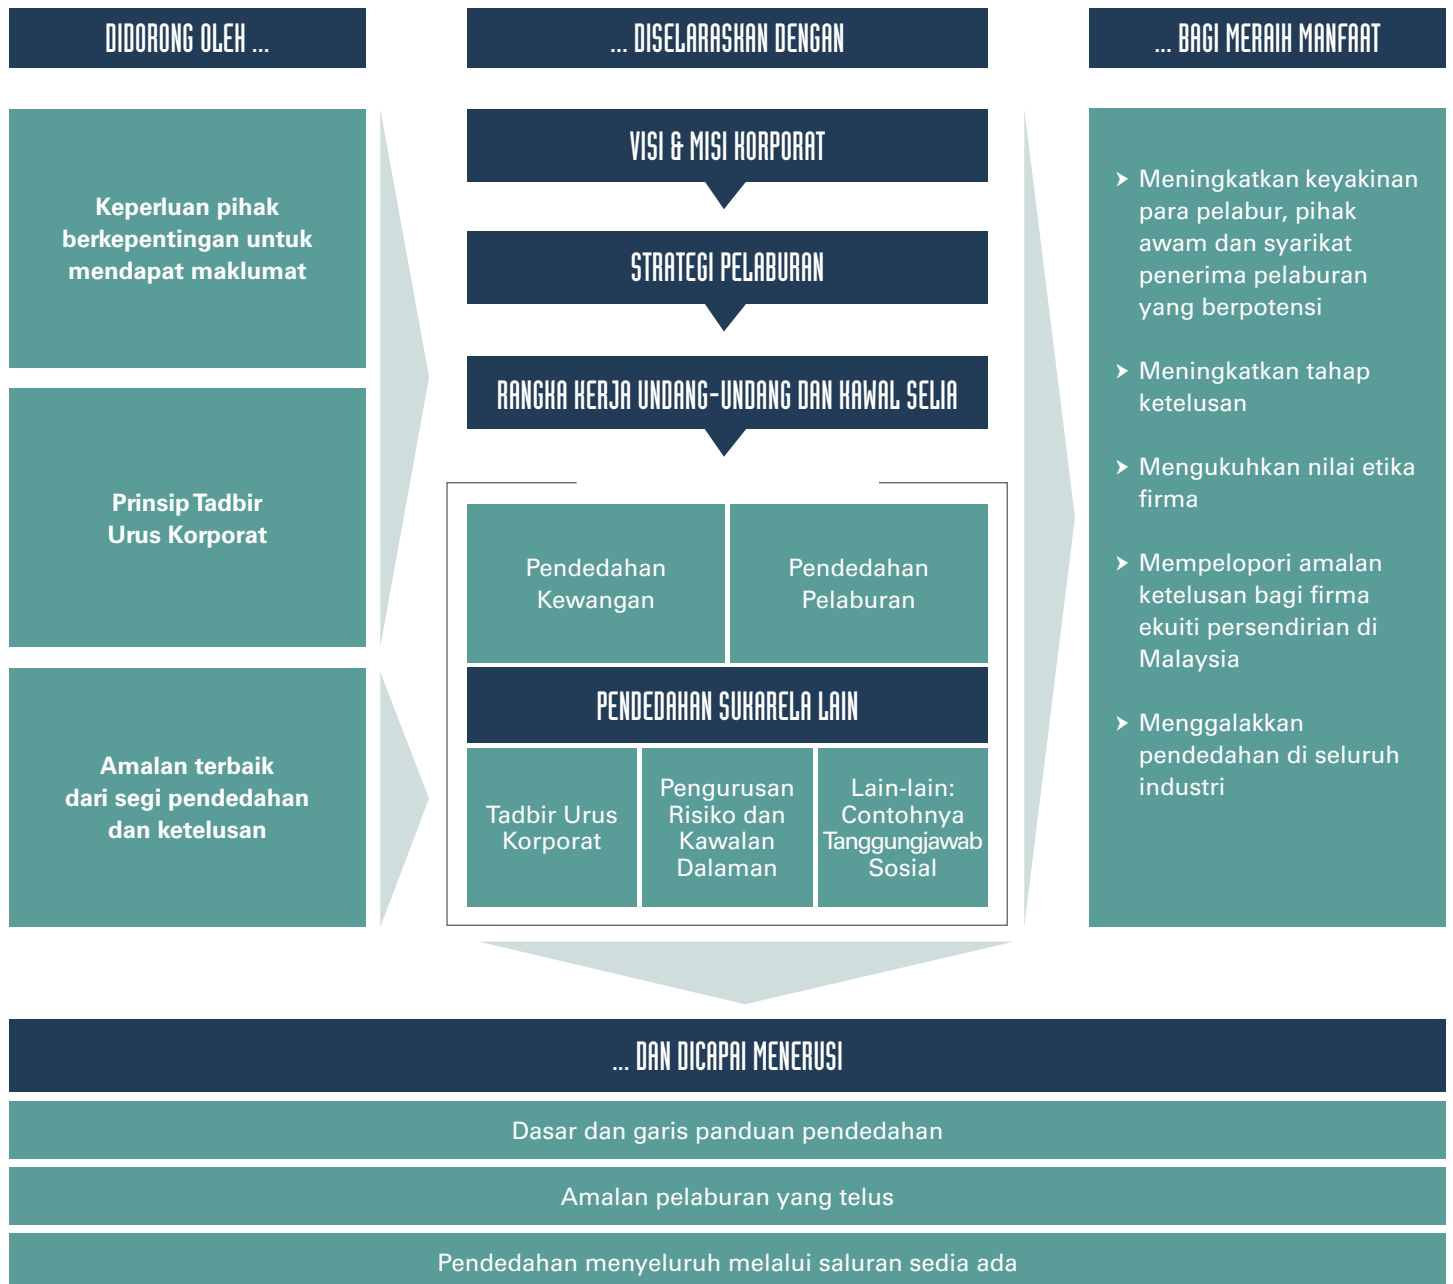 DIDORONG OLEH ...
Keperluan pihak
berkepentingan untuk
mendapat maklumat
Prinsip Tadbir
Urus Korporat
Amalan terbaik
dari segi pendedahan
dan ketelusan
... DISELARASKAN DENGAN
VISI & MISI KORPORAT
STRATEGI PELABURAN
RANGKA KERJA UNDANG-UNDANG DAN KAWAL SELIA
Pendedahan
Kewangan
Pendedahan
Pelaburan
PENDEDAHAN SUKARELA LAIN
Tadbir Urus
Korporat
Pengurusan
Risiko dan
Kawalan
Dalaman
Lain-lain:
Contohnya
Tanggungjawab
Sosial
... BAGI MERAIH MANFAAT
➤ Meningkatkan keyakinan
para pelabur, pihak
awam dan syarikat
penerima pelaburan
yang berpotensi
➤ Meningkatkan tahap
ketelusan
➤ Mengukuhkan nilai etika
firma
➤ Mempelopori amalan
ketelusan bagi firma
ekuiti persendirian di
Malaysia
➤ Menggalakkan
pendedahan di seluruh
industri
... DAN DICAPAI MENERUSI
Dasar dan garis panduan pendedahan
Amalan pelaburan yang telus
Pendedahan menyeluruh melalui saluran sedia ada